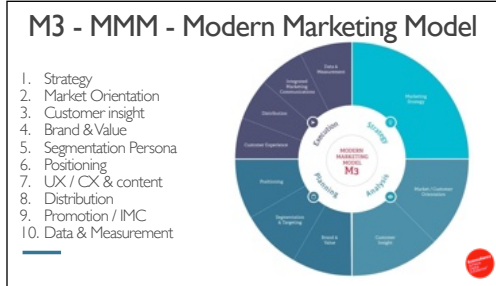 M3 - MMM - Modern Marketing Model
1. Strategy
2. Market Orientation
3. Customer insight
4. Brand & Value
5. Segmentation Persona
6. Positioning
7. UX / CX & content
8. Distribution
9. Promotion / IMC
10. Data & Measurement
Data &
Measurement
Integrated
Marketing
Communications
Distribution
Customer Experience
Marketing
Strategy
Execution
Strategy
MODERN
MARKETING
MODEL
M3
Planning
Analysis
Positioning
Segmentation
& Targeting
Brand &
Value
Customer
Insight
Market / Customer
Orientation